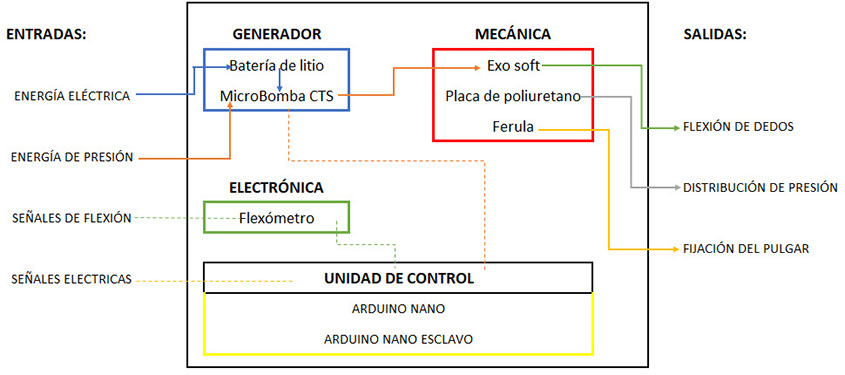 ENTRADAS:
GENERADOR
MECÁNICA
SALIDAS:
Batería de litio
Exo soft
ENERGÍA ELÉCTRICA
MicroBomba CTS
Placa de poliuretano
Ferula
FLEXIÓN DE DEDOS
ENERGÍA DE PRESIÓN
ELECTRÓNICA
DISTRIBUCIÓN DE PRESIÓN
SEÑALES DE FLEXIÓN
Flexómetro
FIJACIÓN DEL PULGAR
SEÑALES ELECTRICAS
UNIDAD DE CONTROL
ARDUINO NANO
ARDUINO NANO ESCLAVO